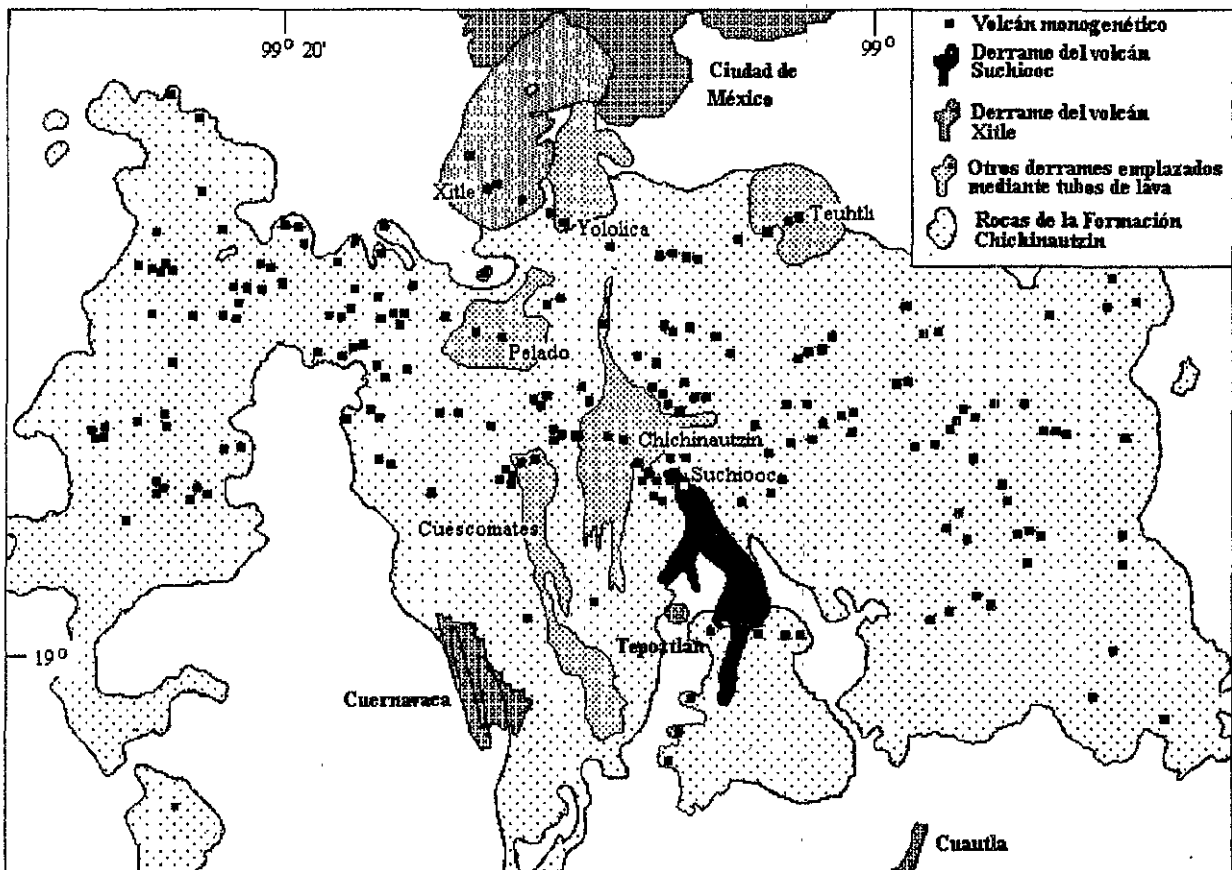 99° 20'
99°
Ciudad de
México
Volcán monogenético
Derrame del volcán
Suchiooc
Derrame del volcán
Xitle
Otros derrames emplazados
mediante tubos de lava
Rocas de la Formación
Chichinautzin
Xitle
Yololica
Teuhtli
Pelado
Chichinautzin
Suchiooc
Cuescomates
Tepoztlán
19°
Cuernavaca
Cuautla